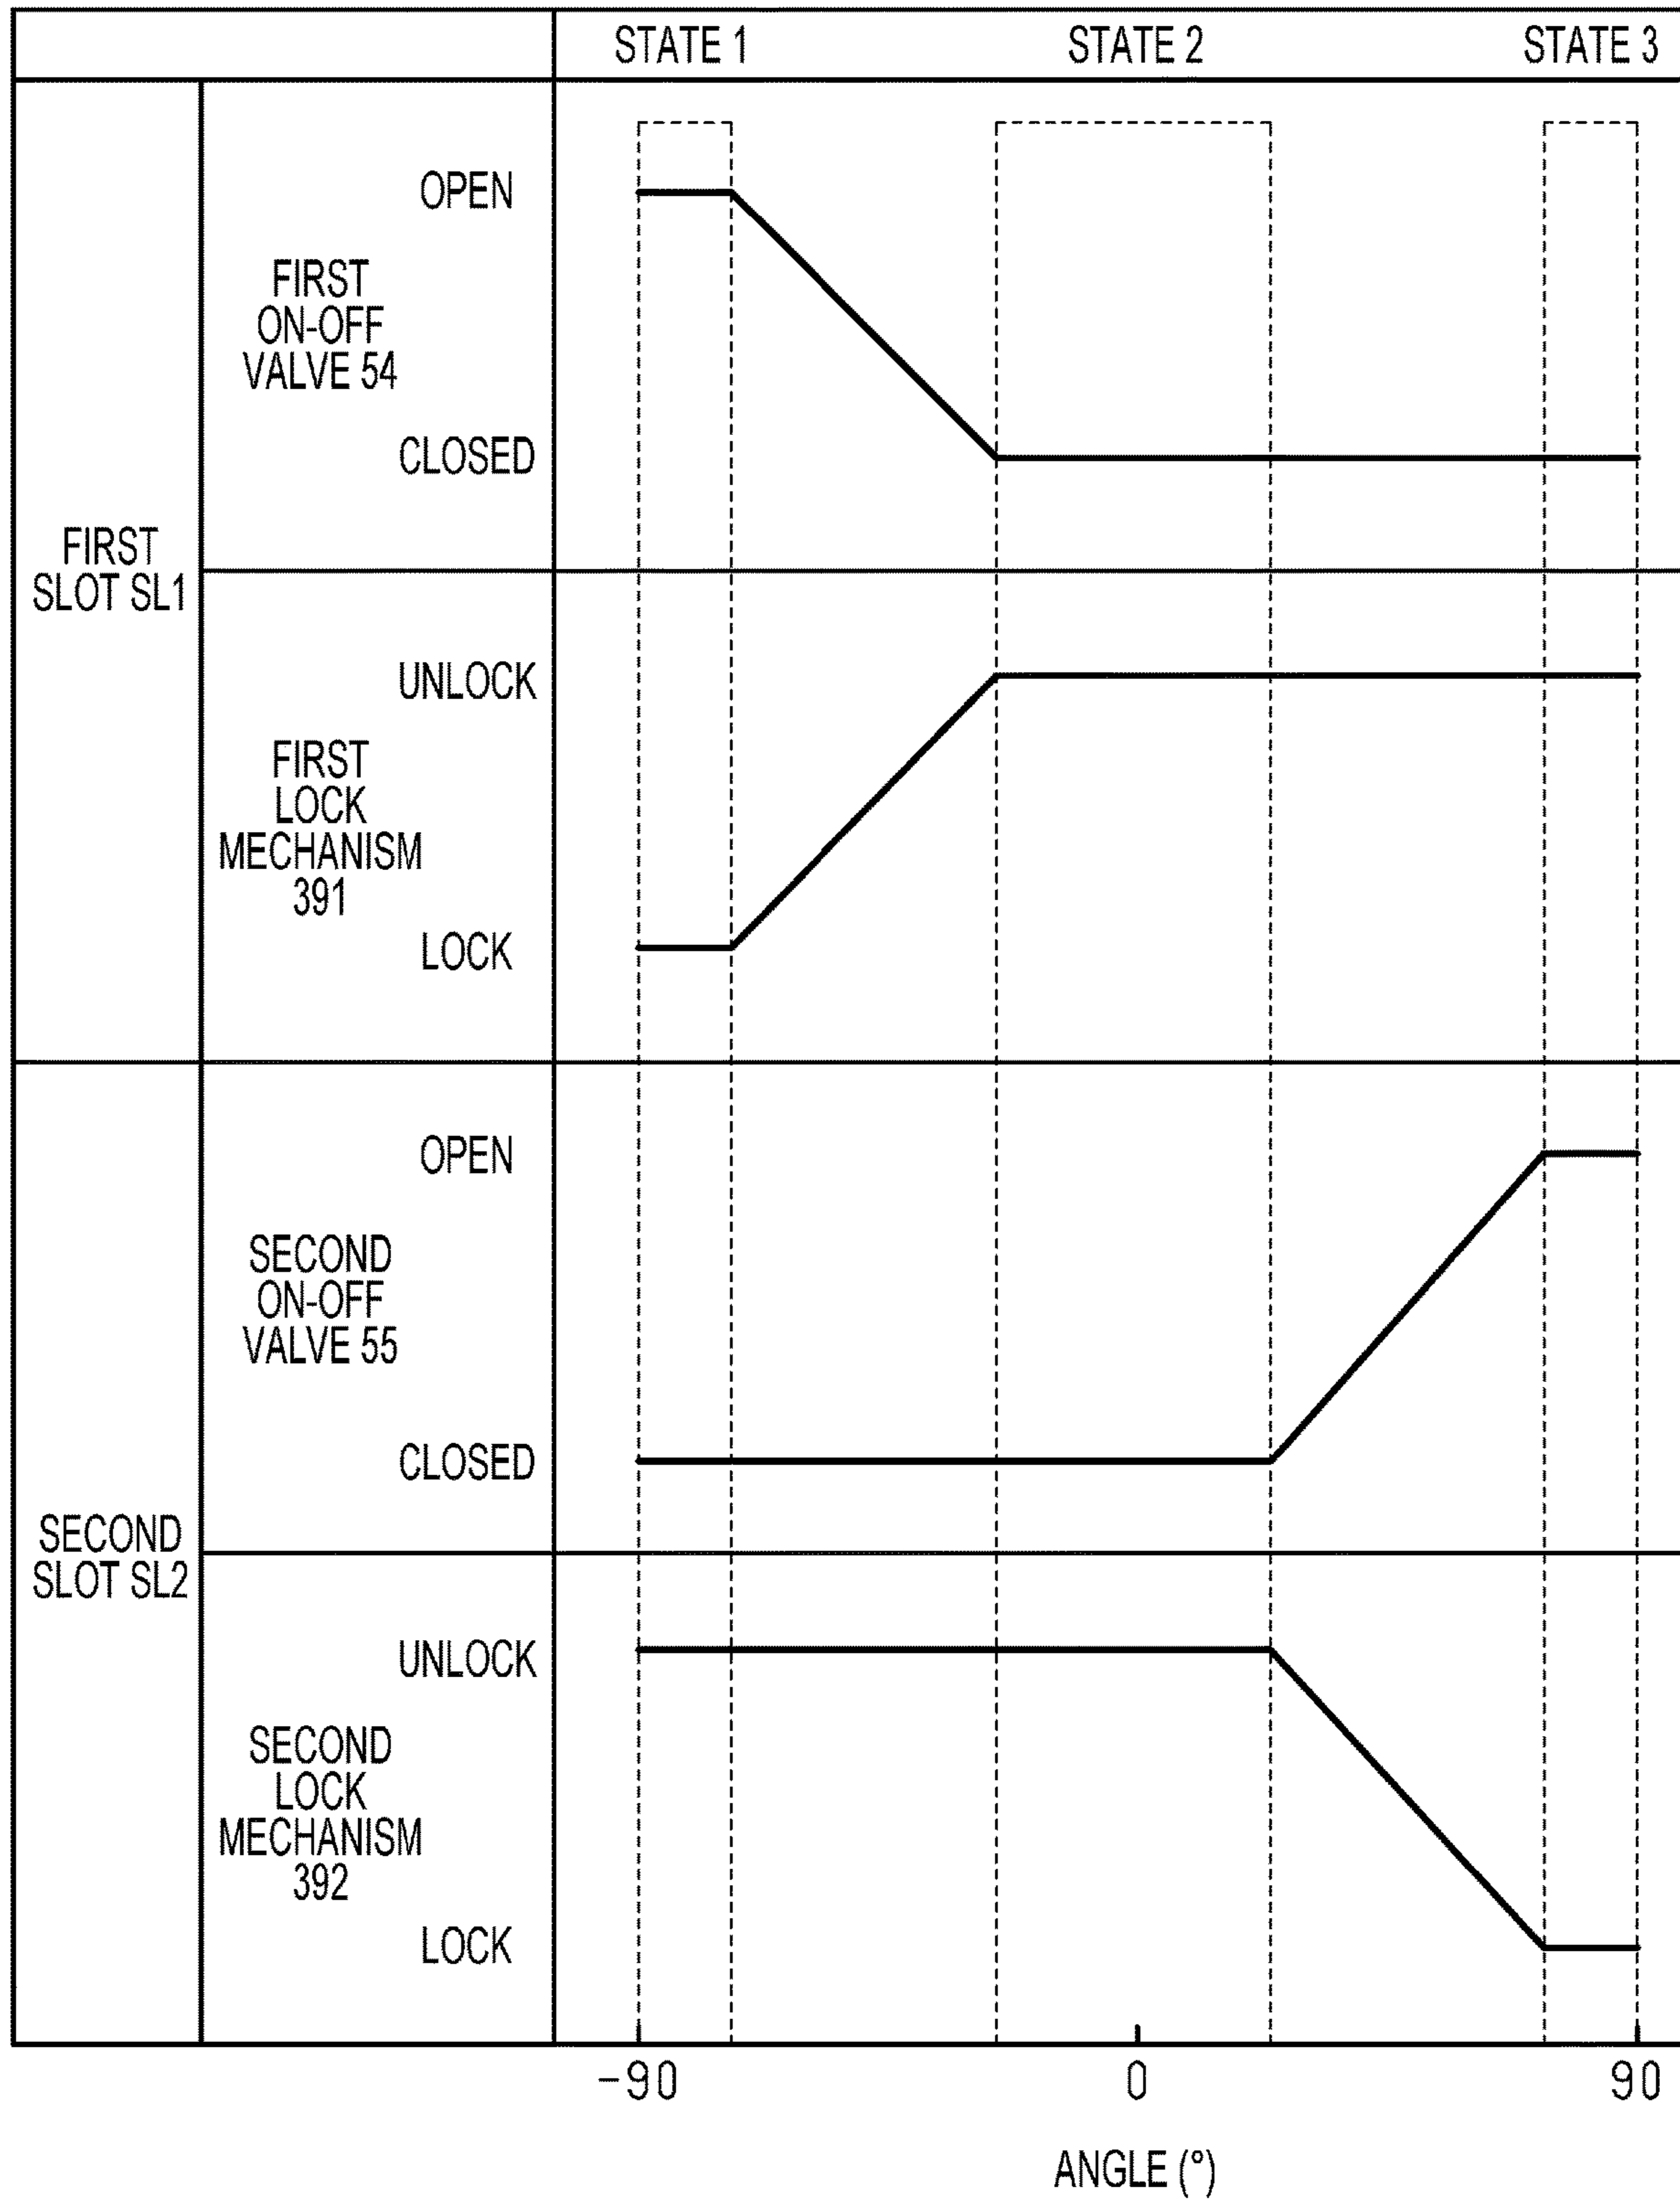 STATE 1 STATE 2 STATE 3
FIRST
SLOT SL1
OPEN
FIRST
ON-OFF
VALVE 54
CLOSED
UNLOCK
FIRST
LOCK
MECHANISM
391
LOCK
SECOND
SLOT SL2
OPEN
SECOND
ON-OFF
VALVE 55
CLOSED
UNLOCK
SECOND
LOCK
MECHANISM
392
LOCK
-90 0 90
ANGLE (°)